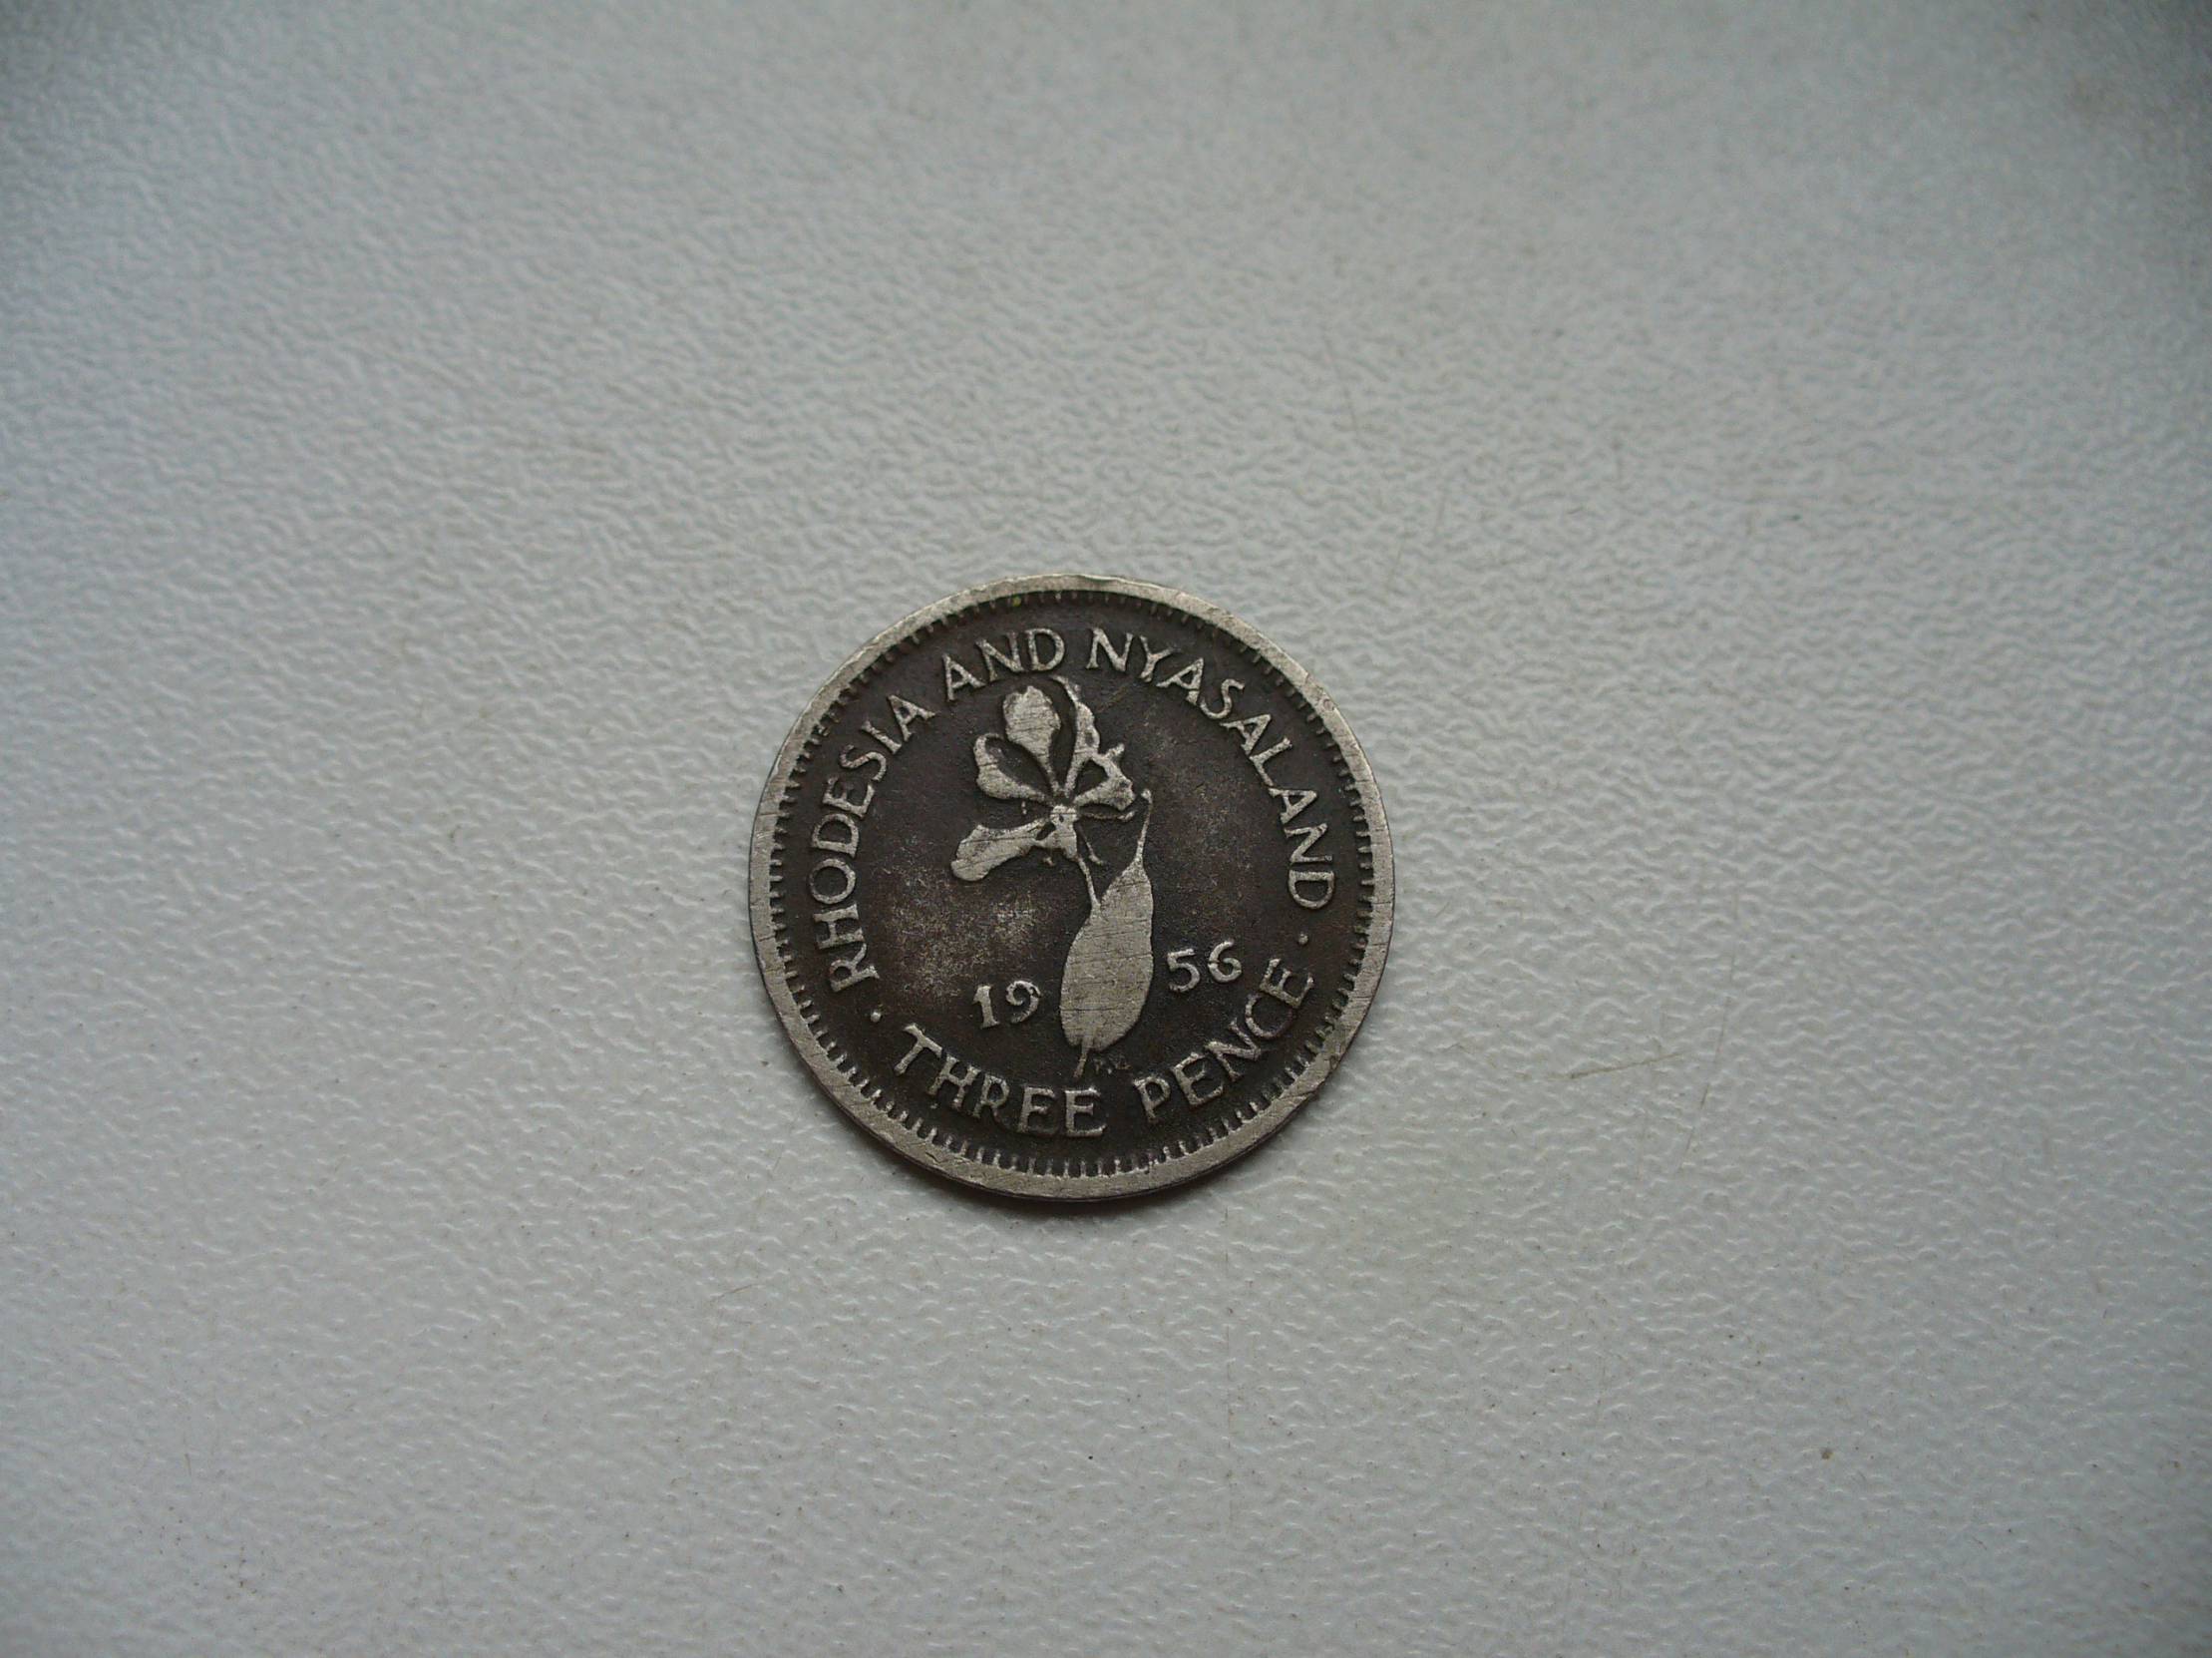 RHODESIA AND NYASALAND
19 56
· THREE PENCE ·